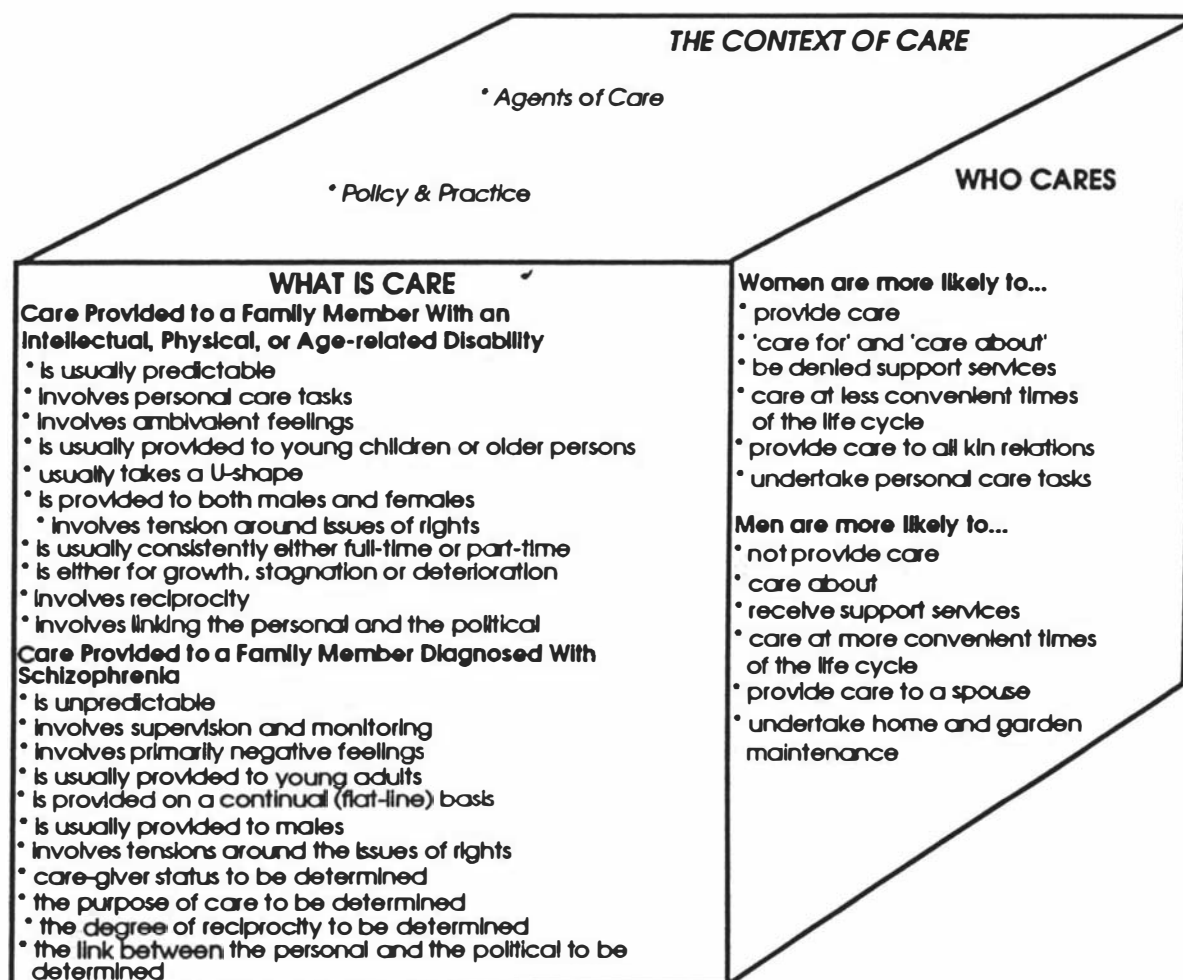 THE CONTEXT OF CARE
* Agents of Care
* Policy & Practice
WHO CARES
WHAT IS CARE
Care Provided to a Family Member With an
Intellectual, Physical, or Age-related Disability
* is usually predictable
* involves personal care tasks
* involves ambivalent feelings
* is usually provided to young children or older persons
* usually takes a U-shape
* is provided to both males and females
* involves tension around issues of rights
* is usually consistently either full-time or part-time
* is either for growth, stagnation or deterioration
* involves reciprocity
* involves linking the personal and the political
Care Provided to a Family Member Diagnosed With
Schizophrenia
* is unpredictable
* involves supervision and monitoring
* involves primarily negative feelings
* is usually provided to young adults
* is provided on a continual (flat-line) basis
* is usually provided to males
* involves tensions around the issues of rights
* care-giver status to be determined
* the purpose of care to be determined
* the degree of reciprocity to be determined
* the link between the personal and the political to be
determined
Women are more likely to...
* provide care
* 'care for' and 'care about'
* be denied support services
* care at less convenient times
of the life cycle
* provide care to all kin relations
* undertake personal care tasks
Men are more likely to...
* not provide care
* care about
* receive support services
* care at more convenient times
of the life cycle
* provide care to a spouse
* undertake home and garden
maintenance